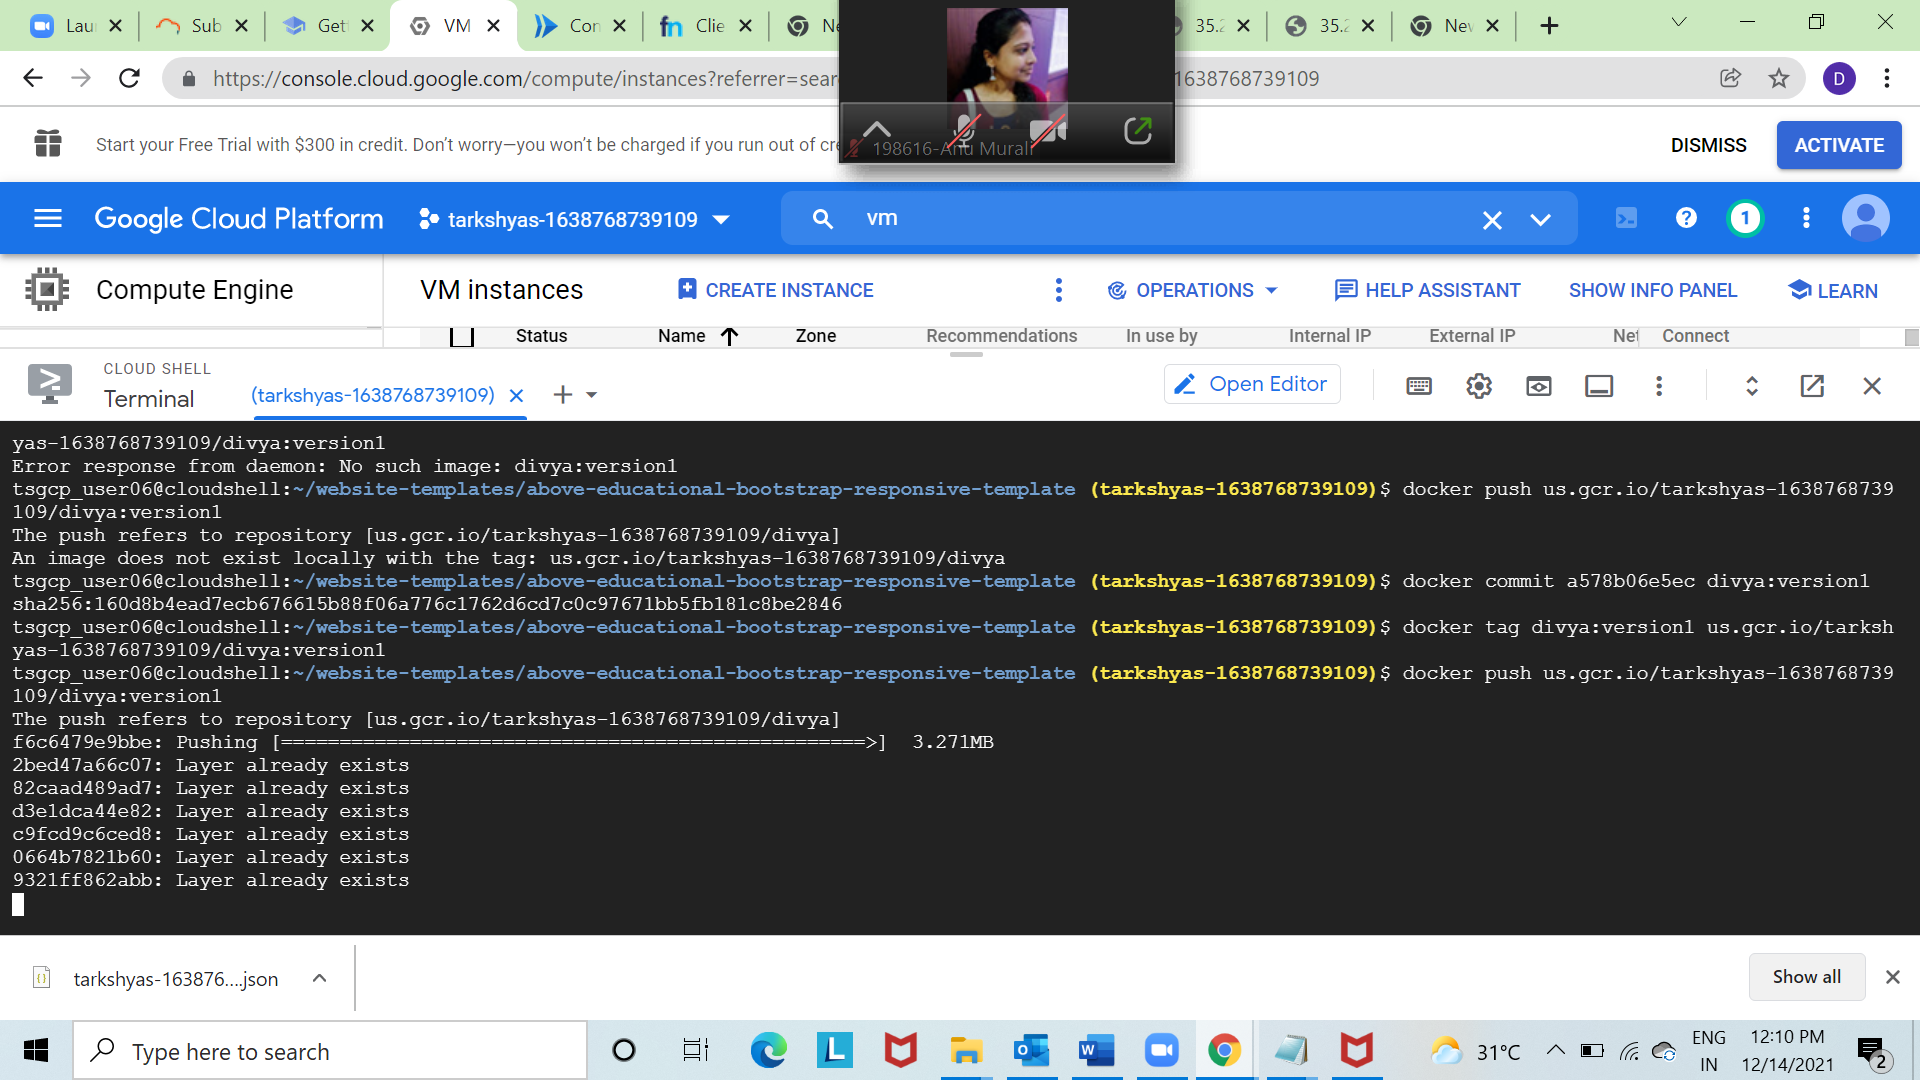 Lau
Sub
Get
VM
Con
Clie
Ne
35.2
35.2
New
https://console.cloud.google.com/compute/instances?referrer=sear
1638768739109
D
Start your Free Trial with $300 in credit. Don't worry—you won't be charged if you run out of cre
DISMISS
ACTIVATE
198616-Anu Murali
Google Cloud Platform
tarkshyas-1638768739109
vm
1
Compute Engine
VM instances
CREATE INSTANCE
OPERATIONS
HELP ASSISTANT
SHOW INFO PANEL
LEARN
Status Name Zone Recommendations In use by Internal IP External IP Net Connect
CLOUD SHELL
Terminal
(tarkshyas-1638768739109)
Open Editor
yas-1638768739109/divya:version1
Error response from daemon: No such image: divya:version1
tsgcp_user06@cloudshell:~/website-templates/above-educational-bootstrap-responsive-template (tarkshyas-1638768739109)$ docker push us.gcr.io/tarkshyas-1638768739
109/divya:version1
The push refers to repository [us.gcr.io/tarkshyas-1638768739109/divya]
An image does not exist locally with the tag: us.gcr.io/tarkshyas-1638768739109/divya
tsgcp_user06@cloudshell:~/website-templates/above-educational-bootstrap-responsive-template (tarkshyas-1638768739109)$ docker commit a578b06e5ec divya:version1
sha256:160d8b4ead7ecb676615b88f06a776c1762d6cd7c0c97671bb5fb181c8be2846
tsgcp_user06@cloudshell:~/website-templates/above-educational-bootstrap-responsive-template (tarkshyas-1638768739109)$ docker tag divya:version1 us.gcr.io/tarksh
yas-1638768739109/divya:version1
tsgcp_user06@cloudshell:~/website-templates/above-educational-bootstrap-responsive-template (tarkshyas-1638768739109)$ docker push us.gcr.io/tarkshyas-1638768739
109/divya:version1
The push refers to repository [us.gcr.io/tarkshyas-1638768739109/divya]
f6c6479e9bbe: Pushing [==================================================>]  3.271MB
2bed47a66c07: Layer already exists
82caad489ad7: Layer already exists
d3e1dca44e82: Layer already exists
c9fcd9c6ced8: Layer already exists
0664b7821b60: Layer already exists
9321ff862abb: Layer already exists
tarkshyas-163876....json
Show all
Type here to search
31°C
ENG
IN
12:10 PM
12/14/2021
2